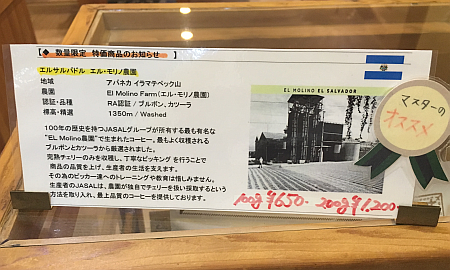 【◆ 数量限定 特価商品のお知らせ 】
エルサルバドル エル・モリノ農園
地域 アパネカ イラマテペック山
農園 El Molino Farm(エル・モリノ農園)
認証・品種 RA認証 / ブルボン、カツーラ
標高・精選 1350m / Washed
100年の歴史を持つJASALグループが所有する最も有名な
"EL Molino農園"で生まれたコーヒー。最もよく収穫される
ブルボンとカツーラから厳選されました。
完熟チェリーのみを収穫し、丁寧なピッキング を行うことで
商品の品質を上げ、生産者の生活を支えます。
その為のピッカー達へのトレーニングや教育は惜しみません。
生産者のJASALは、農園が独自でチェリーを扱い採取するという
方法を取り入れ、最上品質のコーヒーを提供しております。
EL MOLINO EL SALVADOR
マスターの
オススメ
100g ¥650- 200g ¥1,200-